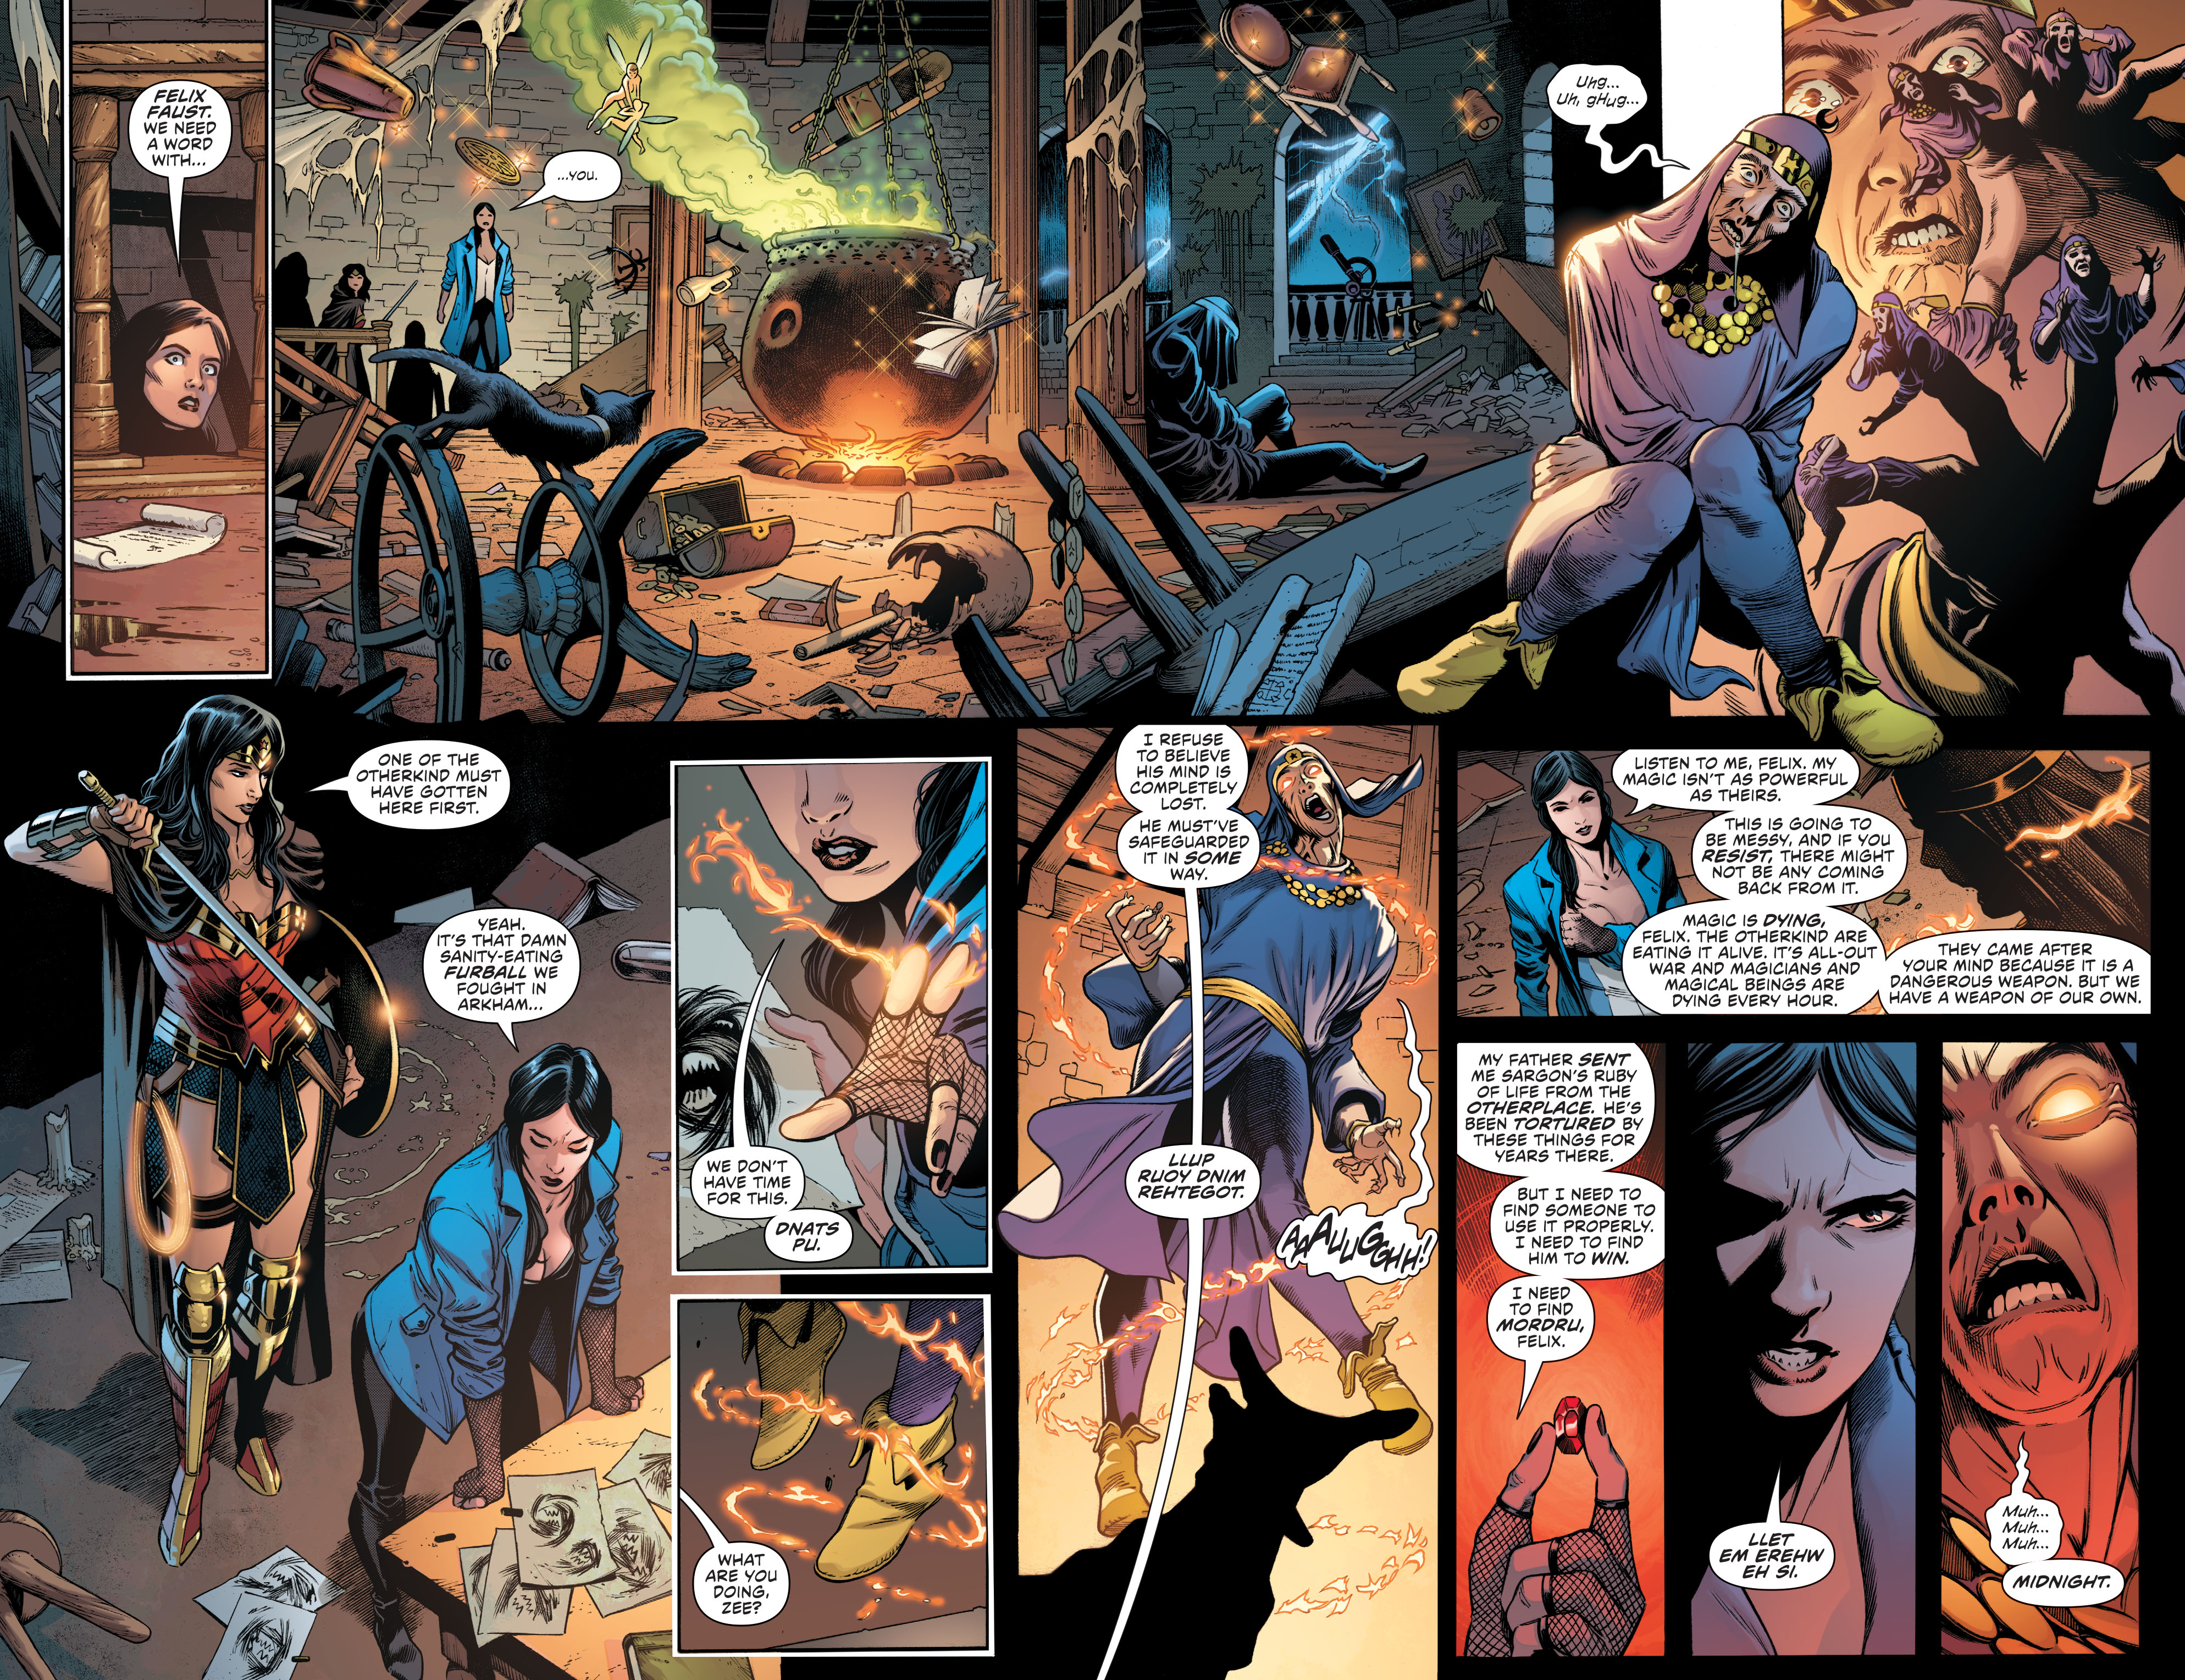 FELIX
FAUST.
WE NEED
A WORD
WITH...
...YOU.
Uhg...
Uh, gHug...
ONE OF THE
OTHERKIND MUST
HAVE GOTTEN
HERE FIRST.
YEAH.
IT'S THAT DAMN
SANITY-EATING
FURBALL WE
FOUGHT IN
ARKHAM...
WE DON'T
HAVE TIME
FOR THIS.
DNATS
PU.
WHAT
ARE YOU
DOING,
ZEE?
I REFUSE
TO BELIEVE
HIS MIND IS
COMPLETELY
LOST.
HE MUST'VE
SAFEGUARDED
IT IN SOME
WAY.
LLUP
RUOY DNIM
REHTEGOT.
AAAUUGGHH!
LISTEN TO ME, FELIX. MY
MAGIC ISN'T AS POWERFUL
AS THEIRS.
THIS IS GOING TO
BE MESSY, AND IF YOU
RESIST, THERE MIGHT
NOT BE ANY COMING
BACK FROM IT.
MAGIC IS DYING,
FELIX. THE OTHERKIND ARE
EATING IT ALIVE. IT'S ALL-OUT
WAR AND MAGICIANS AND
MAGICAL BEINGS ARE
DYING EVERY HOUR.
THEY CAME AFTER
YOUR MIND BECAUSE IT IS A
DANGEROUS WEAPON. BUT WE
HAVE A WEAPON OF OUR OWN.
MY FATHER SENT
ME SARGON'S RUBY
OF LIFE FROM THE
OTHERPLACE. HE'S
BEEN TORTURED BY
THESE THINGS FOR
YEARS THERE.
BUT I NEED TO
FIND SOMEONE TO
USE IT PROPERLY.
I NEED TO FIND
HIM TO WIN.
I NEED
TO FIND
MORDRU,
FELIX.
LLET
EM EREHW
EH SI.
Muh...
Muh...
Muh...
MIDNIGHT.